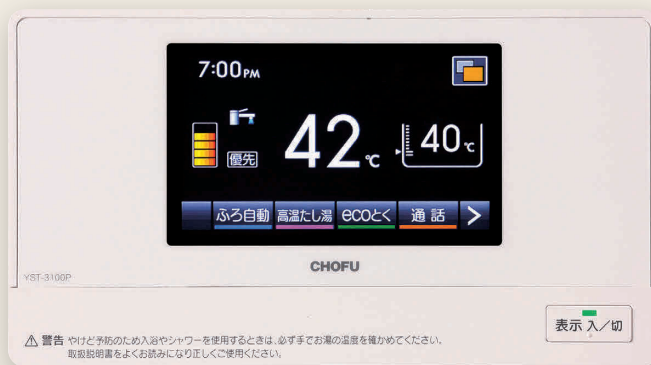 7:00PM
42℃
40℃
優先
ふろ自動 高温たし湯 ecoとく 通話 >
CHOFU
YST-3100P
表示 入/切
⚠ 警告 やけど予防のため入浴やシャワーを使用するときは、必ず手でお湯の温度を確かめてください。
取扱説明書をよくお読みになり正しくご使用ください。